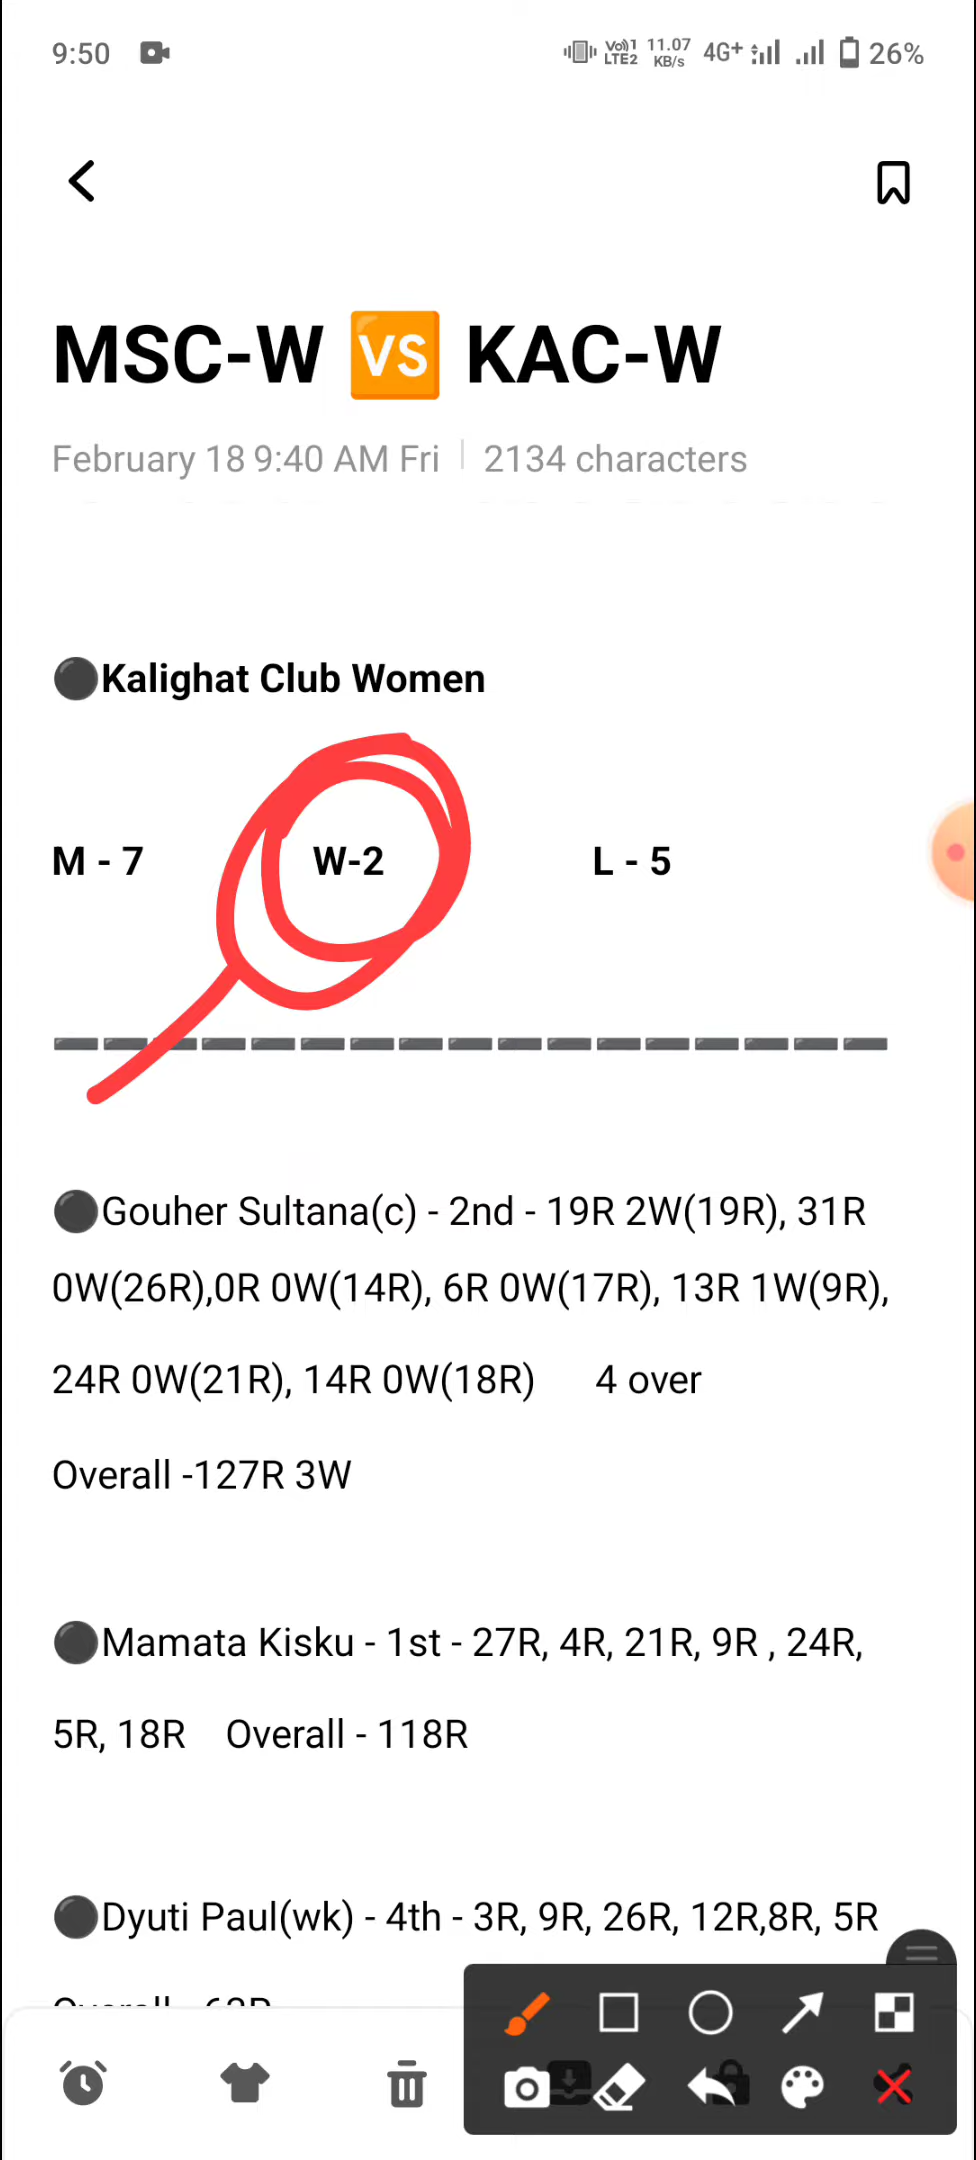 9:50 Vo)) 1 LTE2 11.07 KB/s 4G+ 26%
MSC-W VS KAC-W
February 18 9:40 AM Fri | 2134 characters
Kalighat Club Women
M - 7 W-2 L - 5
Gouher Sultana(c) - 2nd - 19R 2W(19R), 31R
0W(26R),0R 0W(14R), 6R 0W(17R), 13R 1W(9R),
24R 0W(21R), 14R 0W(18R) 4 over
Overall -127R 3W
Mamata Kisku - 1st - 27R, 4R, 21R, 9R , 24R,
5R, 18R Overall - 118R
Dyuti Paul(wk) - 4th - 3R, 9R, 26R, 12R,8R, 5R